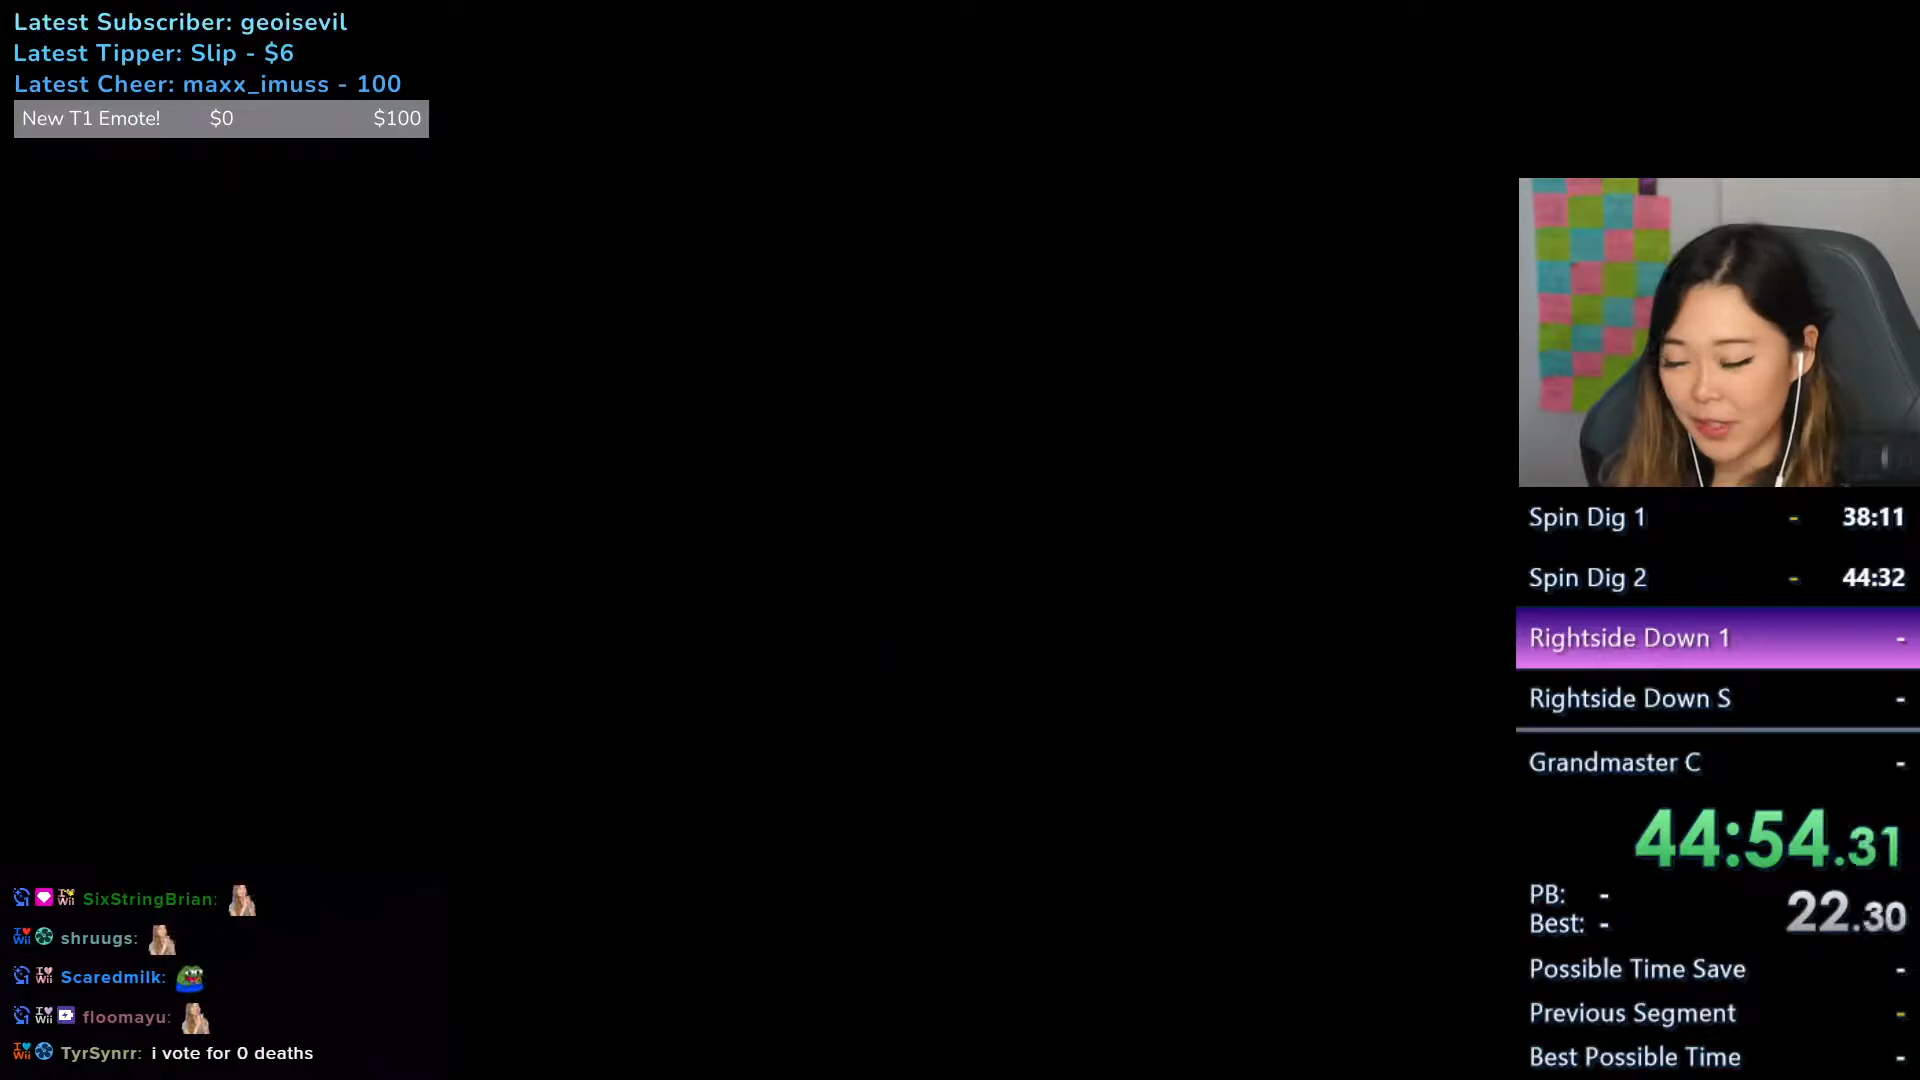 Latest Subscriber: geoisevil
Latest Tipper: Slip - $6
Latest Cheer: maxx_imuss - 100
New T1 Emote! $0 $100
Spin Dig 1 - 38:11
Spin Dig 2 - 44:32
Rightside Down 1 -
Rightside Down S -
Grandmaster C -
44:54.31
PB: -
Best: -
22.30
Possible Time Save -
Previous Segment -
Best Possible Time -
SixStringBrian:
shruugs:
Scaredmilk:
floomayu:
TyrSynrr: i vote for 0 deaths